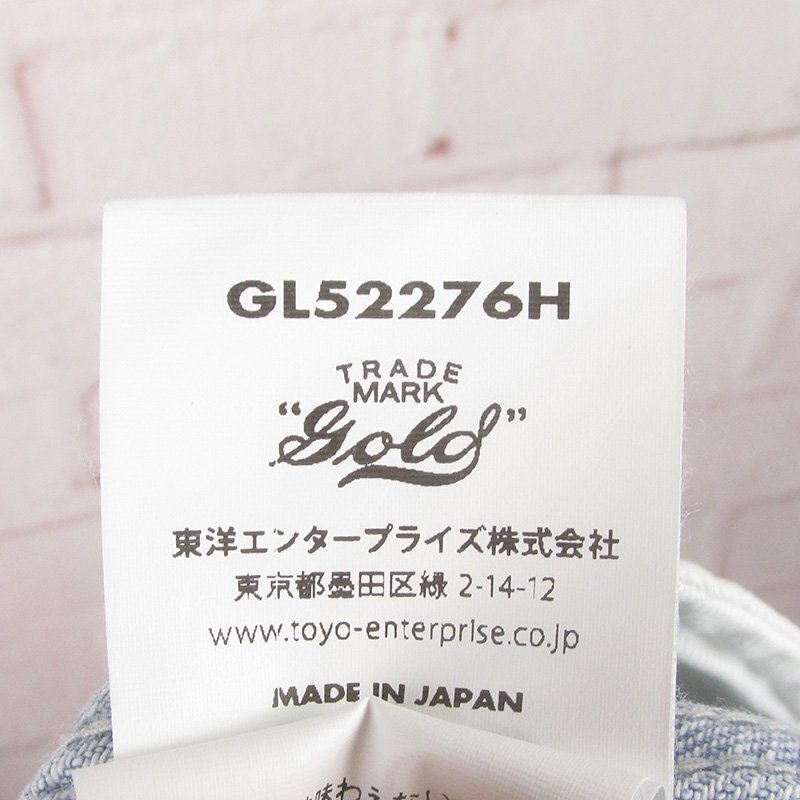 GL52276H
TRADE
MARK
"Gold"
東洋エンタープライズ株式会社
東京都墨田区緑 2-14-12
www.toyo-enterprise.co.jp
MADE IN JAPAN